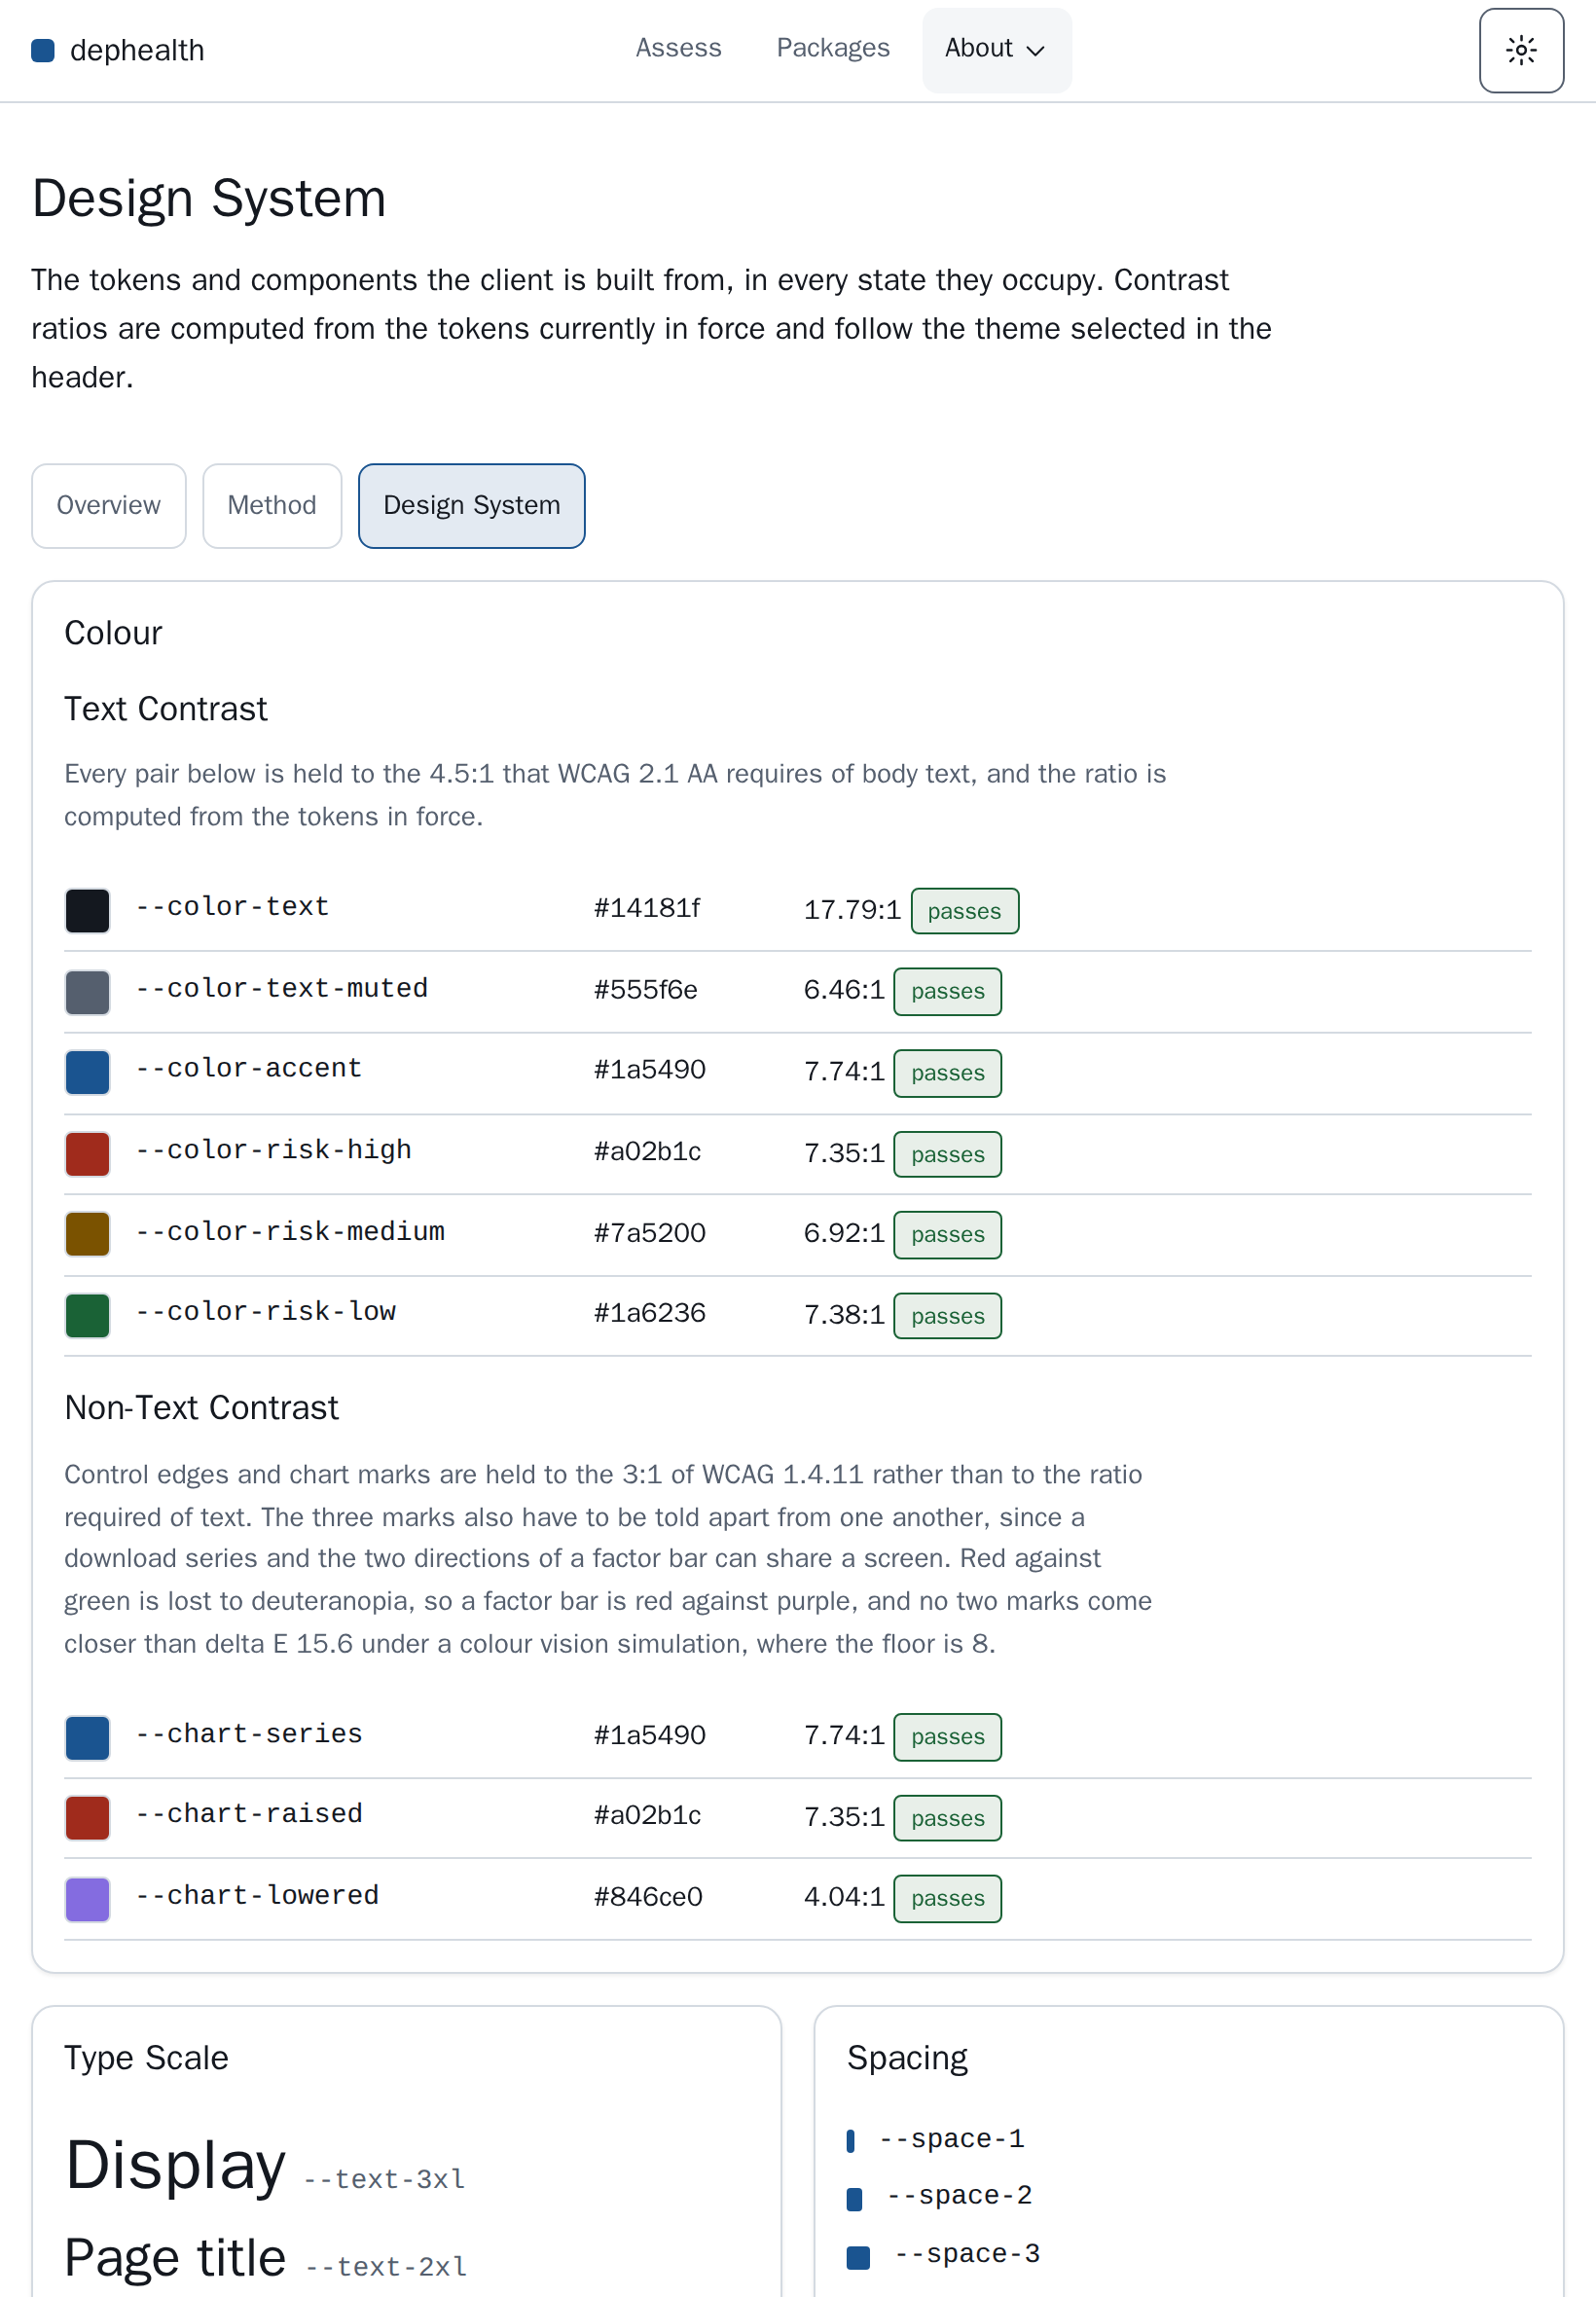 dephealth
Assess
Packages
About
Design System
The tokens and components the client is built from, in every state they occupy. Contrast
ratios are computed from the tokens currently in force and follow the theme selected in the
header.
Overview
Method
Design System
Colour
Text Contrast
Every pair below is held to the 4.5:1 that WCAG 2.1 AA requires of body text, and the ratio is
computed from the tokens in force.
--color-text #14181f 17.79:1 passes
--color-text-muted #555f6e 6.46:1 passes
--color-accent #1a5490 7.74:1 passes
--color-risk-high #a02b1c 7.35:1 passes
--color-risk-medium #7a5200 6.92:1 passes
--color-risk-low #1a6236 7.38:1 passes
Non-Text Contrast
Control edges and chart marks are held to the 3:1 of WCAG 1.4.11 rather than to the ratio
required of text. The three marks also have to be told apart from one another, since a
download series and the two directions of a factor bar can share a screen. Red against
green is lost to deuteranopia, so a factor bar is red against purple, and no two marks come
closer than delta E 15.6 under a colour vision simulation, where the floor is 8.
--chart-series #1a5490 7.74:1 passes
--chart-raised #a02b1c 7.35:1 passes
--chart-lowered #846ce0 4.04:1 passes
Type Scale
Display --text-3xl
Page title --text-2xl
Spacing
--space-1
--space-2
--space-3